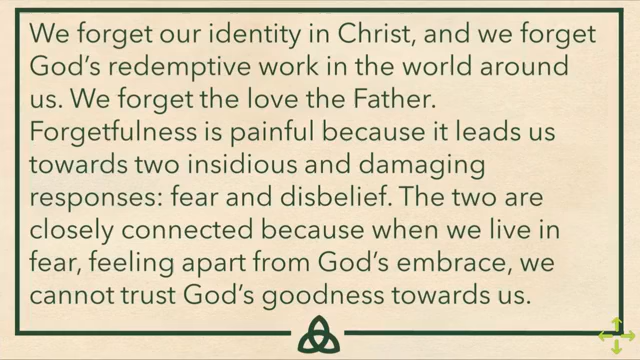 We forget our identity in Christ, and we forget
God’s redemptive work in the world around
us. We forget the love the Father.
Forgetfulness is painful because it leads us
towards two insidious and damaging
responses: fear and disbelief. The two are
closely connected because when we live in
fear, feeling apart from God’s embrace, we
cannot trust God’s goodness towards us.